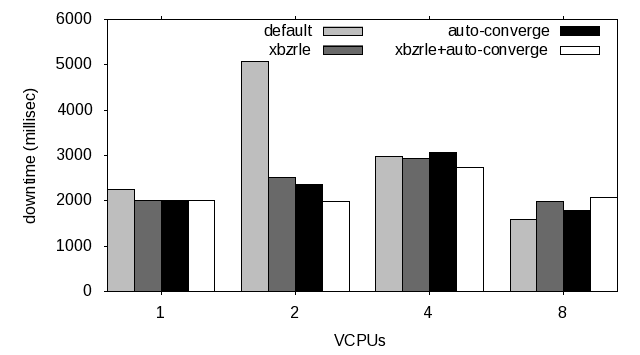 6000
5000
4000
3000
2000
1000
0
downtime (millisec)
default
xbzrle
auto-converge
xbzrle+auto-converge
1 2 4 8
VCPUs